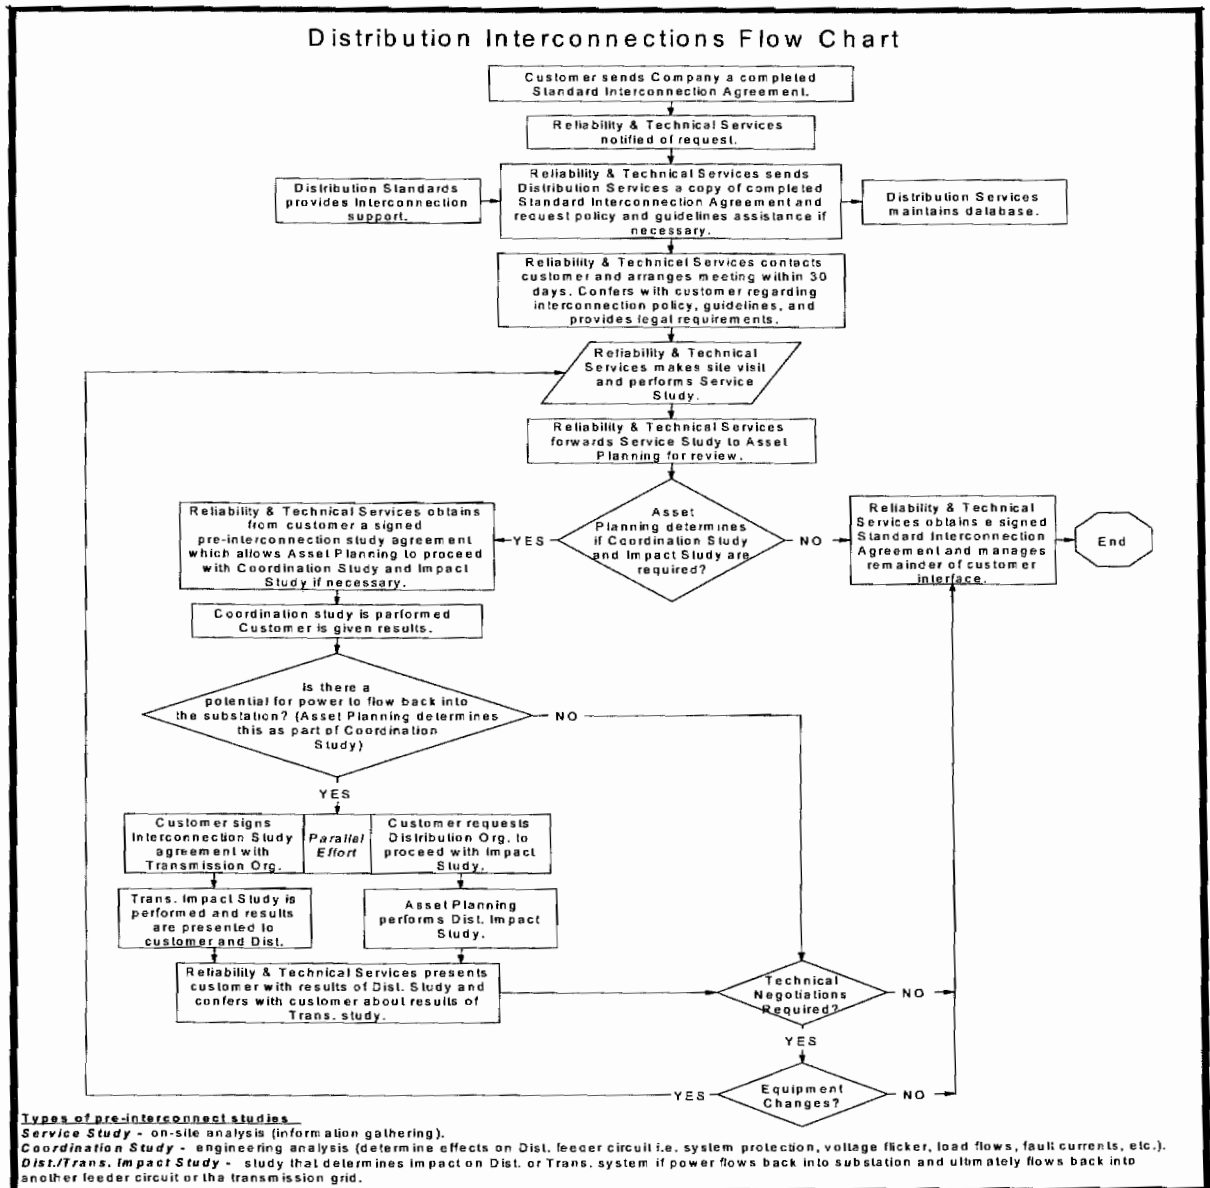 Distribution Interconnections Flow Chart
Customer sends Company a completed
Standard Interconnection Agreement.
Reliability & Technical Services
notified of request.
Distribution Standards
provides Interconnection
support.
Reliability & Technical Services sends
Distribution Services a copy of completed
Standard Interconnection Agreement and
request policy and guidelines assistance if
necessary.
Distribution Services
maintains database.
Reliability & Technicel Services contacts
customer and arranges meeting within 30
days. Confers with customer regarding
interconnection policy, guidelines, and
provides legal requirements.
Reliability & Technical
Services makes site visit
and performs Service
Study.
Reliability & Technical Services
forwards Service Study to Asset
Planning for review.
Reliability & Technical Services obtains
from customer a signed
pre-interconnection study agreement
which allows Asset Planning to proceed
with Coordination Study and Impact
Study if necessary.
YES
Asset
Planning determines
if Coordination Study
and Impact Study are
required?
NO
Reliability & Technical
Services obtains e signed
Standard Interconnection
Agreement and manages
remainder of customer
interface.
End
Coordination study is parformed
Customer is given results.
Is there a
potential for power to flow back into
the substation? (Asset Planning determines
this as part of Coordination
Study)
NO
YES
Customer signs
Interconnection Study
agreement with
Transmission Org.
Parallel
Effort
Customer requests
Distribution Org. to
proceed with Impact
Study.
Trans. Impact Study is
performed and results
are presented to
customer and Dist.
Asset Planning
performs Dist. Impact
Study.
Reliability & Technical Services presents
customer with results of Dist. Study and
confers with customer about results of
Trans. study.
Technical
Negotiations
Required?
NO
YES
YES
Equipment
Changes?
NO
Types of pre-interconnect studies
Service Study - on-site analysis (information gathering).
Coordination Study - engineering analysis (determine effects on Dist. feeder circuit i.e. system protection, voltage flicker, load flows, fault currents, etc.).
Dist./Trans. Impact Study - study that determines impact on Dist. or Trans. system if power flows back into substation and ultimately flows back into
another feeder circuit or tha transmission grid.